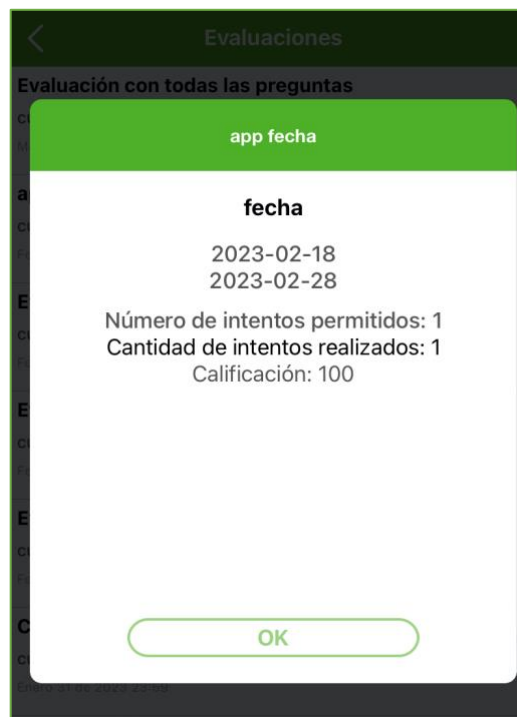 Evaluaciones
Evaluación con todas las preguntas
app fecha
fecha
2023-02-18
2023-02-28
Número de intentos permitidos: 1
Cantidad de intentos realizados: 1
Calificación: 100
OK
Enero 31 de 2023 23:59